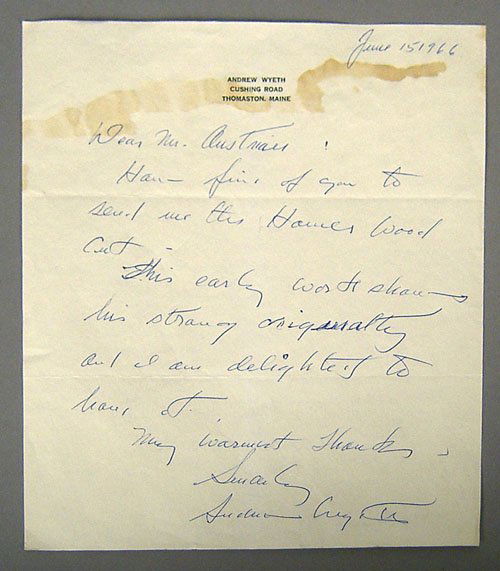 June 15 1966
ANDREW WYETH
CUSHING ROAD
THOMASTON, MAINE
Dear Mr. Austrian :
How fine of you to
send me this Homer wood
cut –
This early work shows
his strong originality
and I am delighted to
have it.
My warmest thanks,
Sincerely
Andrew Wyeth